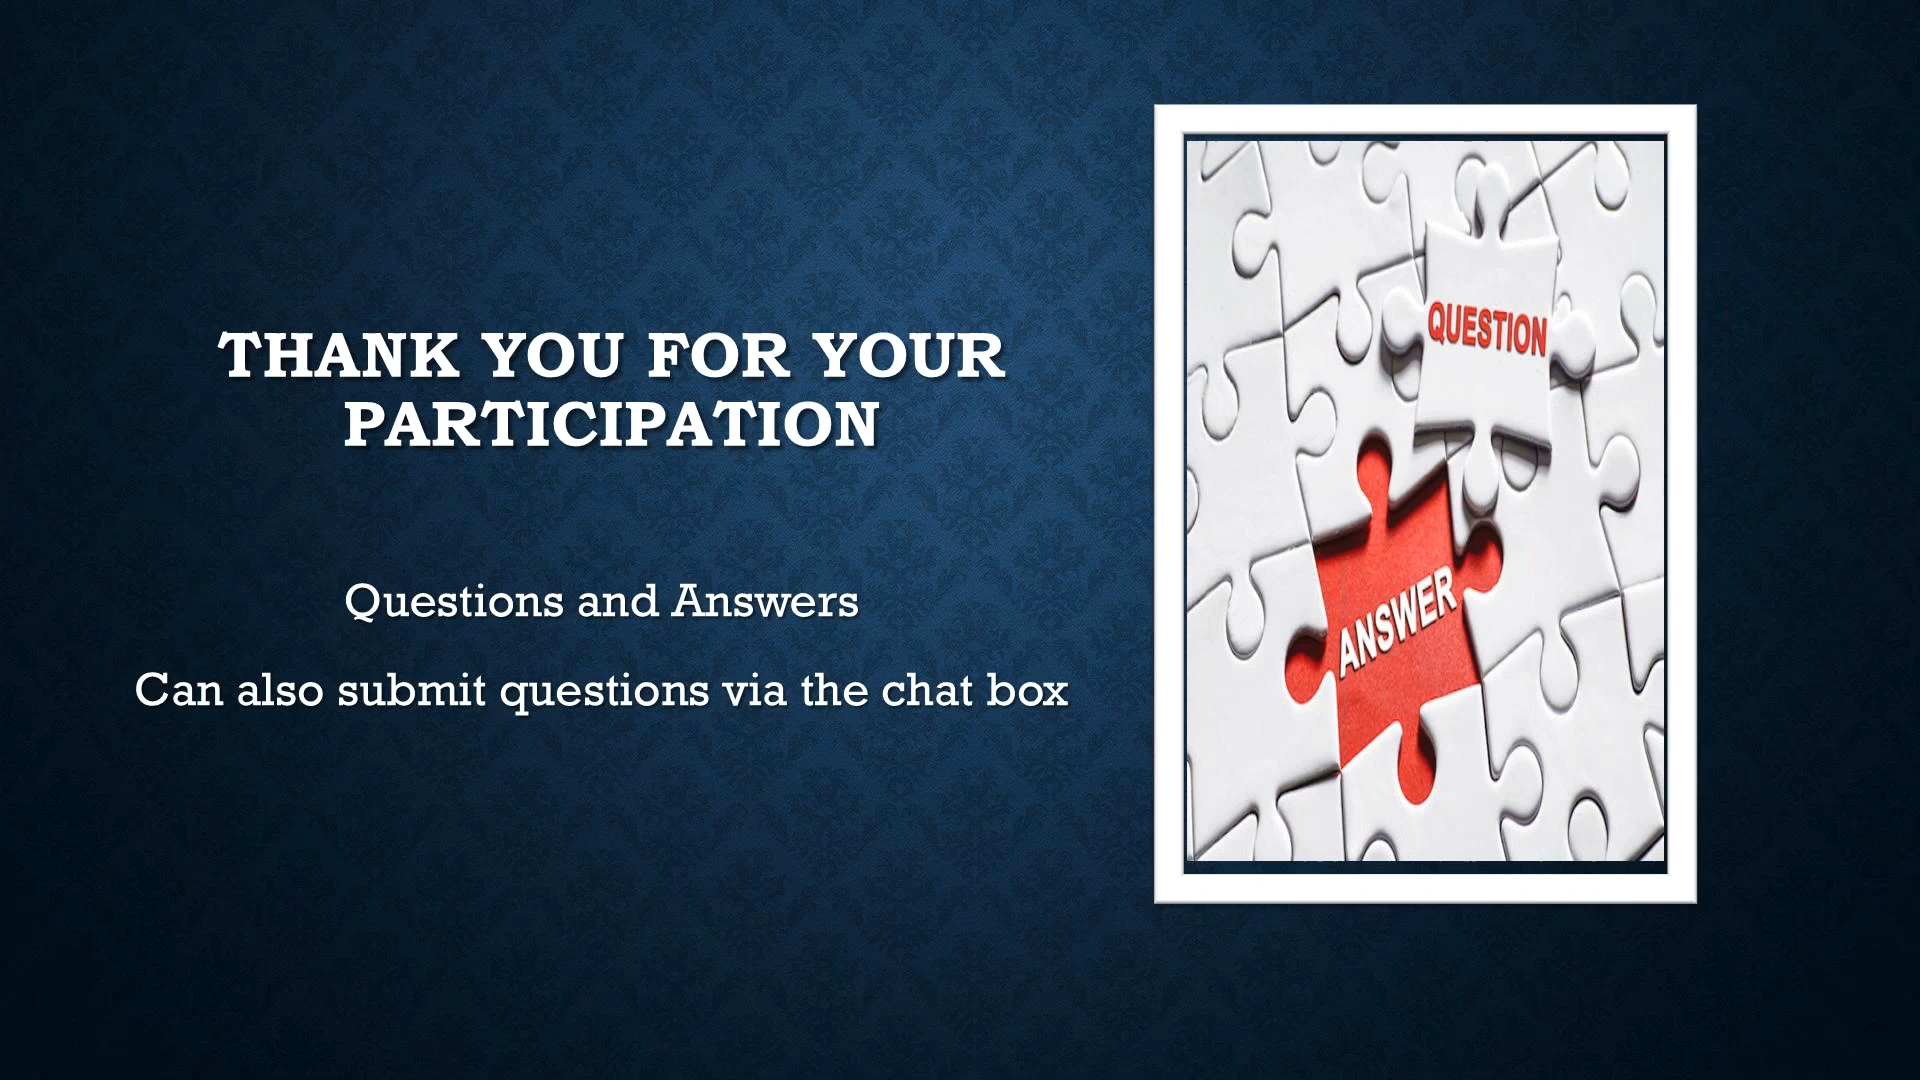 THANK YOU FOR YOUR
PARTICIPATION
Questions and Answers
Can also submit questions via the chat box
QUESTION
ANSWER